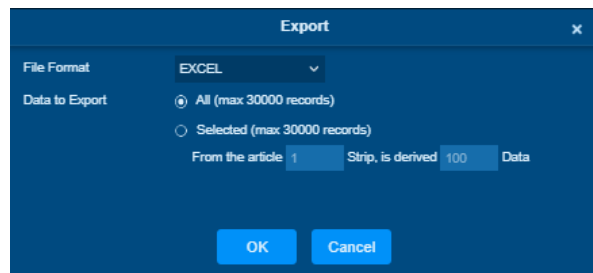 Export ×
File Format EXCEL
Data to Export All (max 30000 records)
Selected (max 30000 records)
From the article 1 Strip, is derived 100 Data
OK Cancel